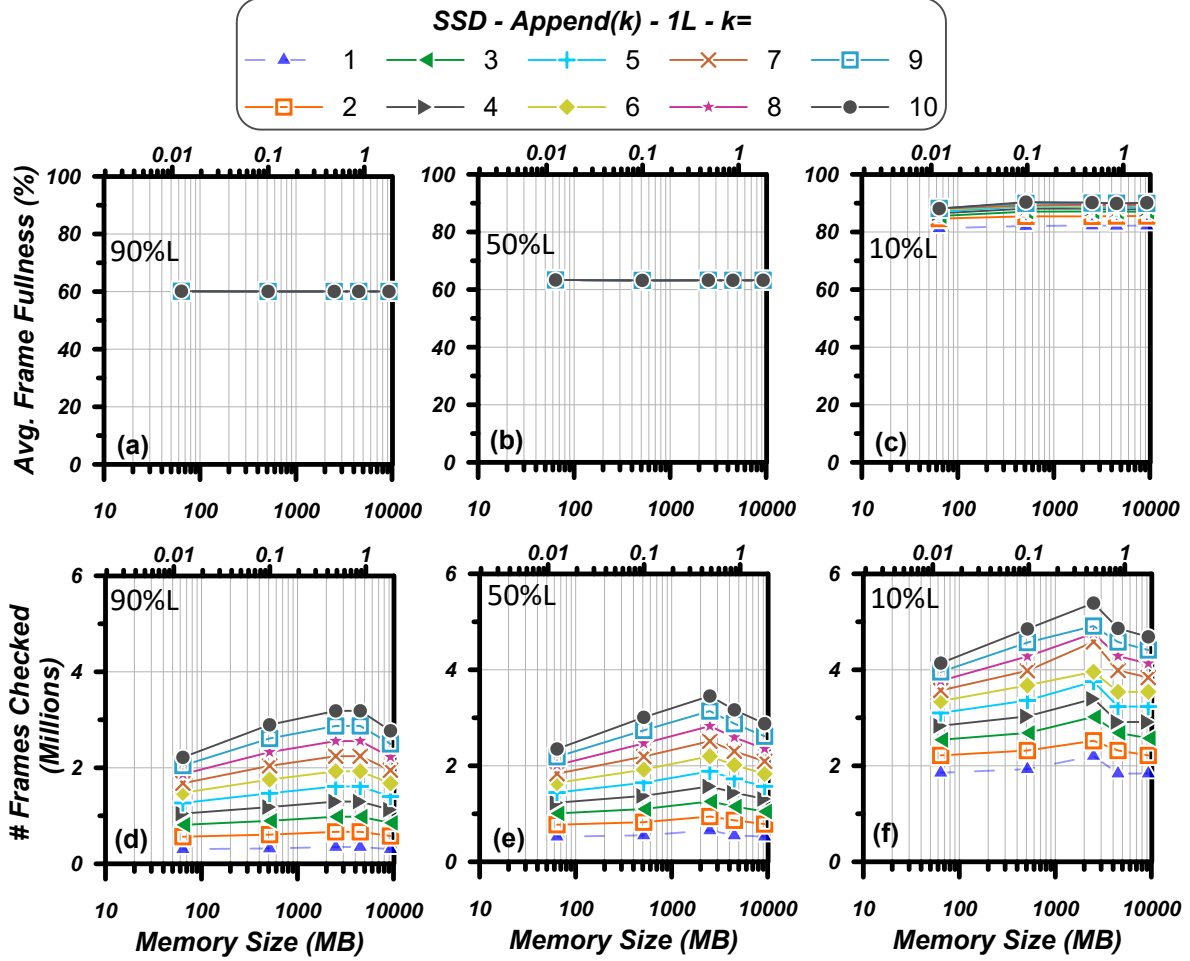 SSD - Append(k) - 1L - k=
1 3 5 7 9
2 4 6 8 10
0.01 0.1 1 0.01 0.1 1 0.01 0.1 1
Avg. Frame Fullness (%)
100 100 100
80 80 80
90%L 50%L 10%L
60 60 60
40 40 40
20 20 20
(a) (b) (c)
0 0 0
10 100 1000 10000 10 100 1000 10000 10 100 1000 10000
0.01 0.1 1 0.01 0.1 1 0.01 0.1 1
# Frames Checked
(Millions)
6 6 6
90%L 50%L 10%L
4 4 4
2 2 2
(d) (e) (f)
0 0 0
10 100 1000 10000 10 100 1000 10000 10 100 1000 10000
Memory Size (MB) Memory Size (MB) Memory Size (MB)